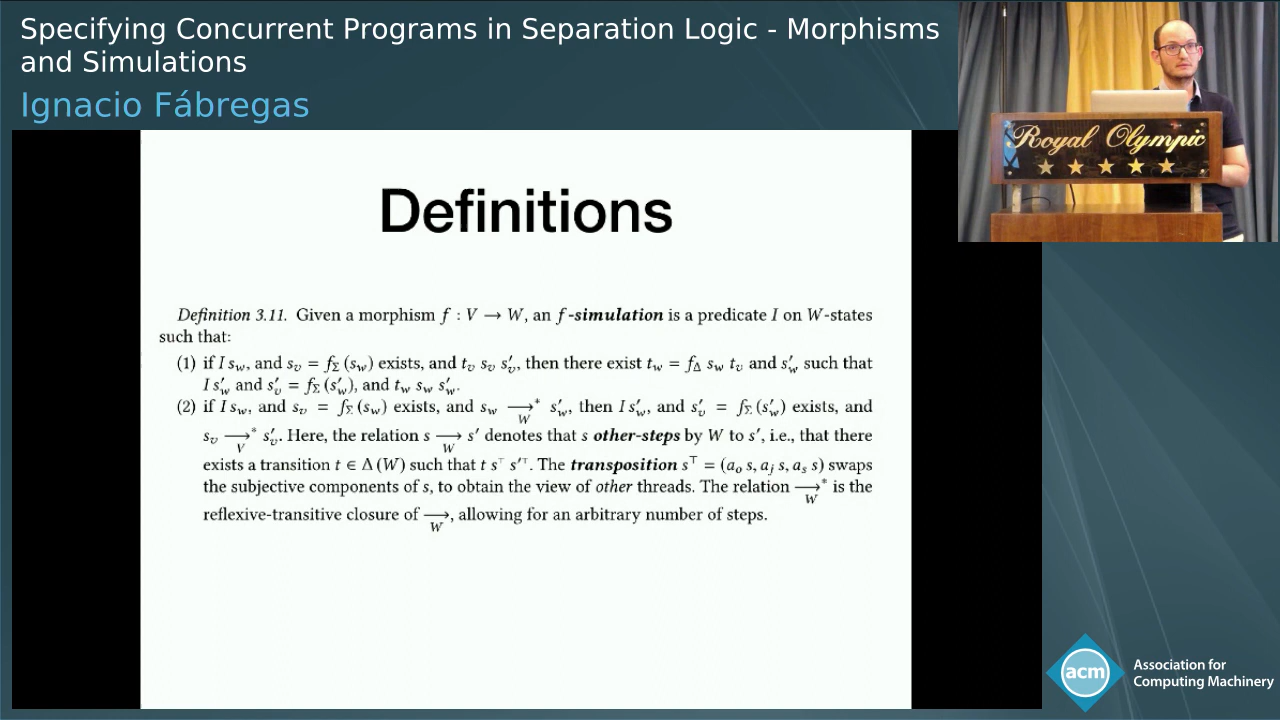 Specifying Concurrent Programs in Separation Logic - Morphisms
and Simulations
Ignacio Fábregas
Royal Olympic
Definitions
Definition 3.11. Given a morphism f : V → W, an f-simulation is a predicate I on W-states
such that:
(1) if I s_w, and s_v = f_Σ (s_w) exists, and t_v s_v s′_v, then there exist t_w = f_Δ s_w t_v and s′_w such that
I s′_w and s′_v = f_Σ (s′_w), and t_w s_w s′_w.
(2) if I s_w, and s_v = f_Σ (s_w) exists, and s_w →*_W s′_w, then I s′_w, and s′_v = f_Σ (s′_w) exists, and
s_v →*_V s′_v. Here, the relation s →_W s′ denotes that s other-steps by W to s′, i.e., that there
exists a transition t ∈ Δ (W) such that t s^⊤ s′^⊤. The transposition s^⊤ = (a_o s, a_j s, a_s s) swaps
the subjective components of s, to obtain the view of other threads. The relation →*_W is the
reflexive-transitive closure of →_W, allowing for an arbitrary number of steps.
acm
Association for
Computing Machinery